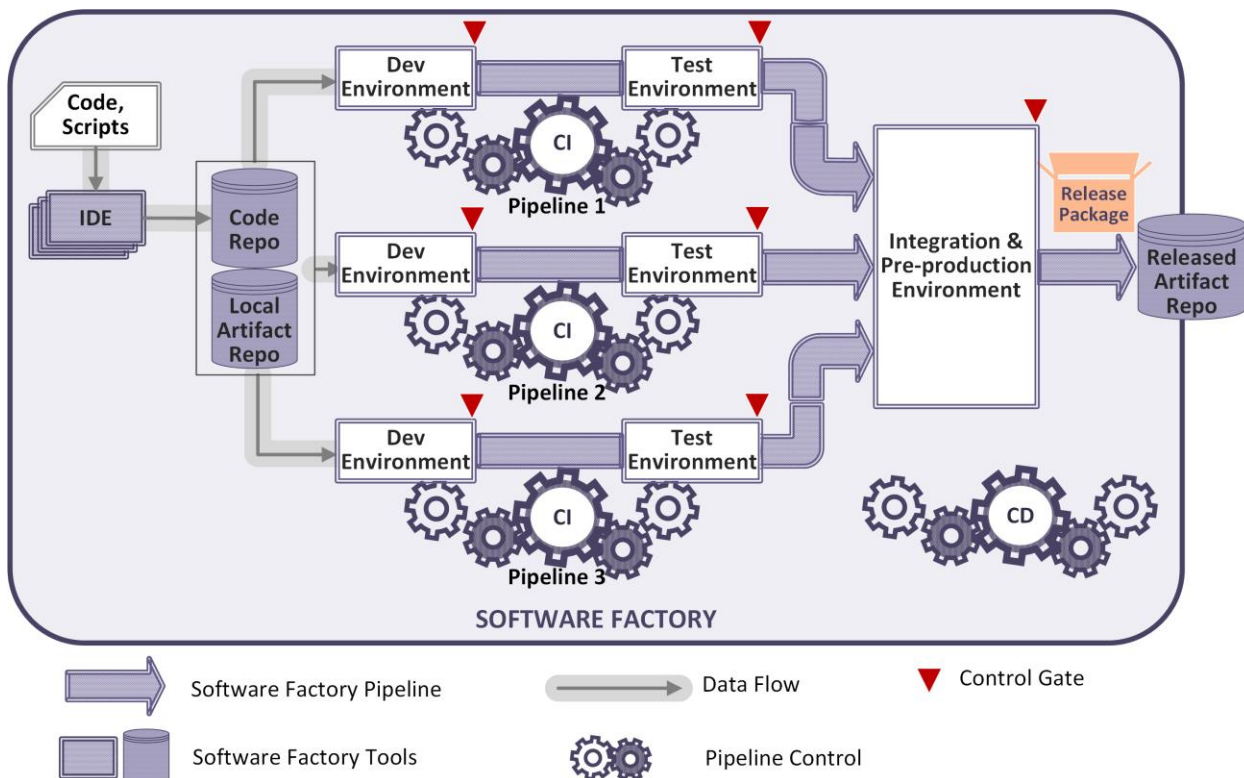 Code,
Scripts
IDE
Code
Repo
Local
Artifact
Repo
Dev
Environment
Test
Environment
CI
Pipeline 1
Dev
Environment
Test
Environment
CI
Pipeline 2
Dev
Environment
Test
Environment
CI
Pipeline 3
Integration &
Pre-production
Environment
Release
Package
Released
Artifact
Repo
CD
SOFTWARE FACTORY
Software Factory Pipeline
Data Flow
Control Gate
Software Factory Tools
Pipeline Control